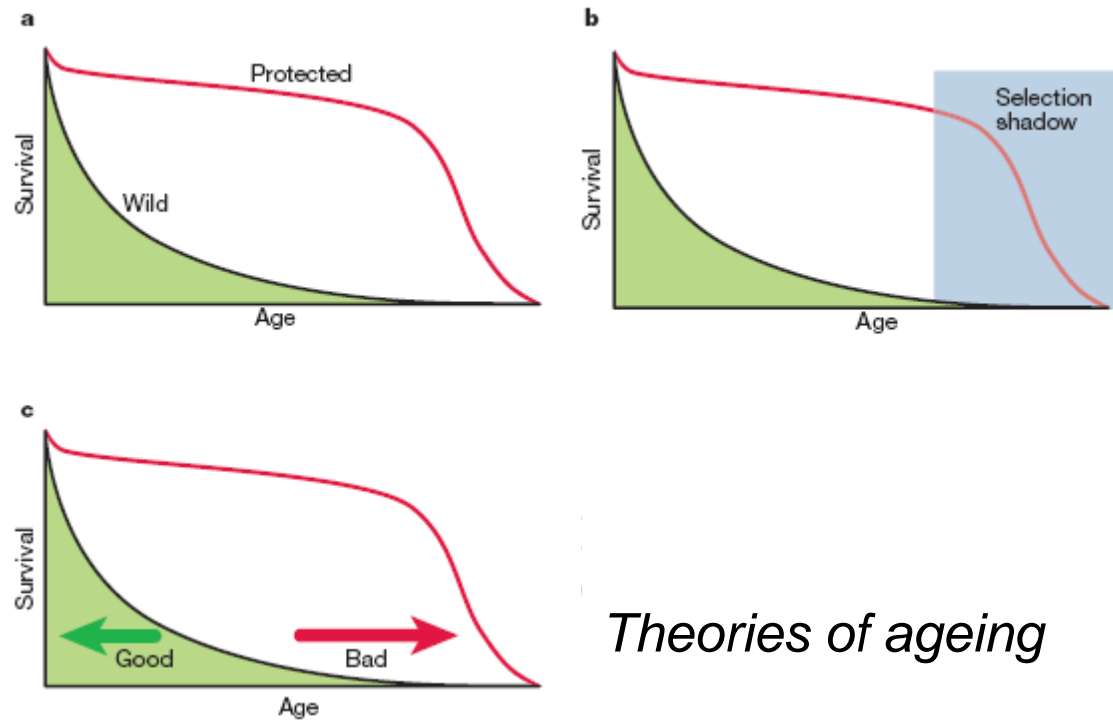 a
Protected
Wild
Survival
Age
b
Selection
shadow
Survival
Age
c
Good
Bad
Survival
Age
Theories of ageing